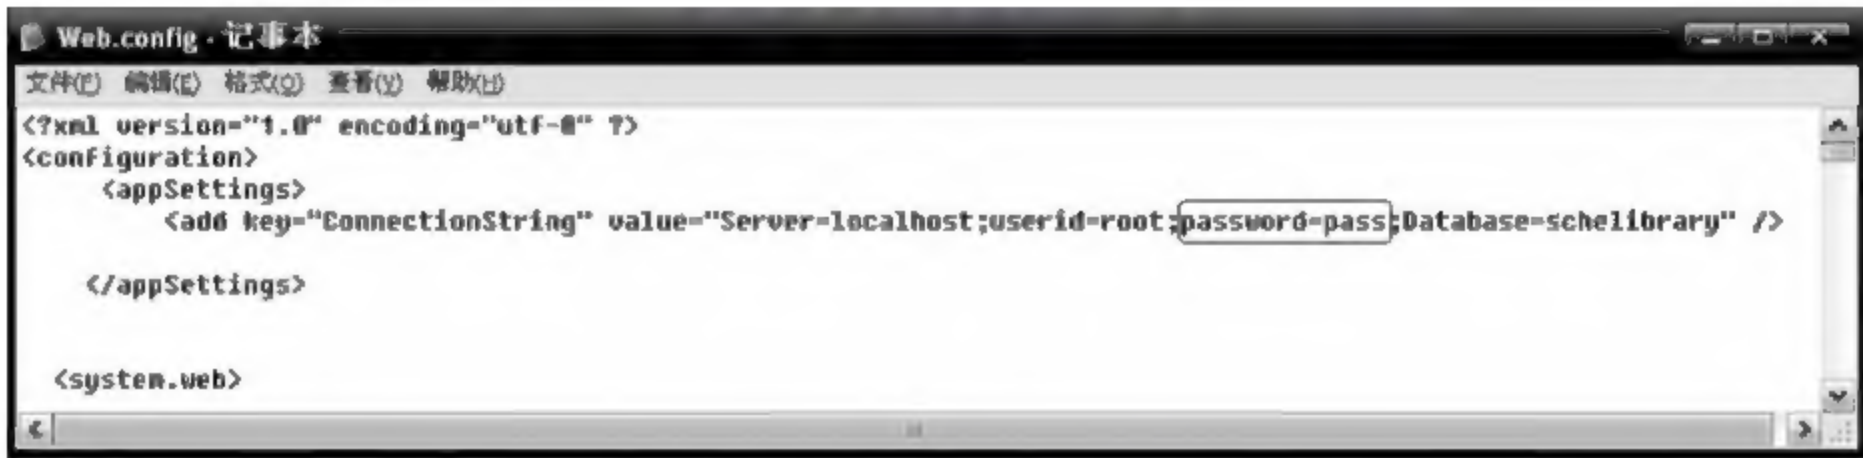 Web.config - 记事本
文件(F) 编辑(E) 格式(O) 查看(V) 帮助(H)
<?xml version="1.0" encoding="utf-8" ?>
<configuration>
<appSettings>
<add key="ConnectionString" value="Server=localhost;userid=root;password=pass;Database=schelibrary" />
</appSettings>
<system.web>